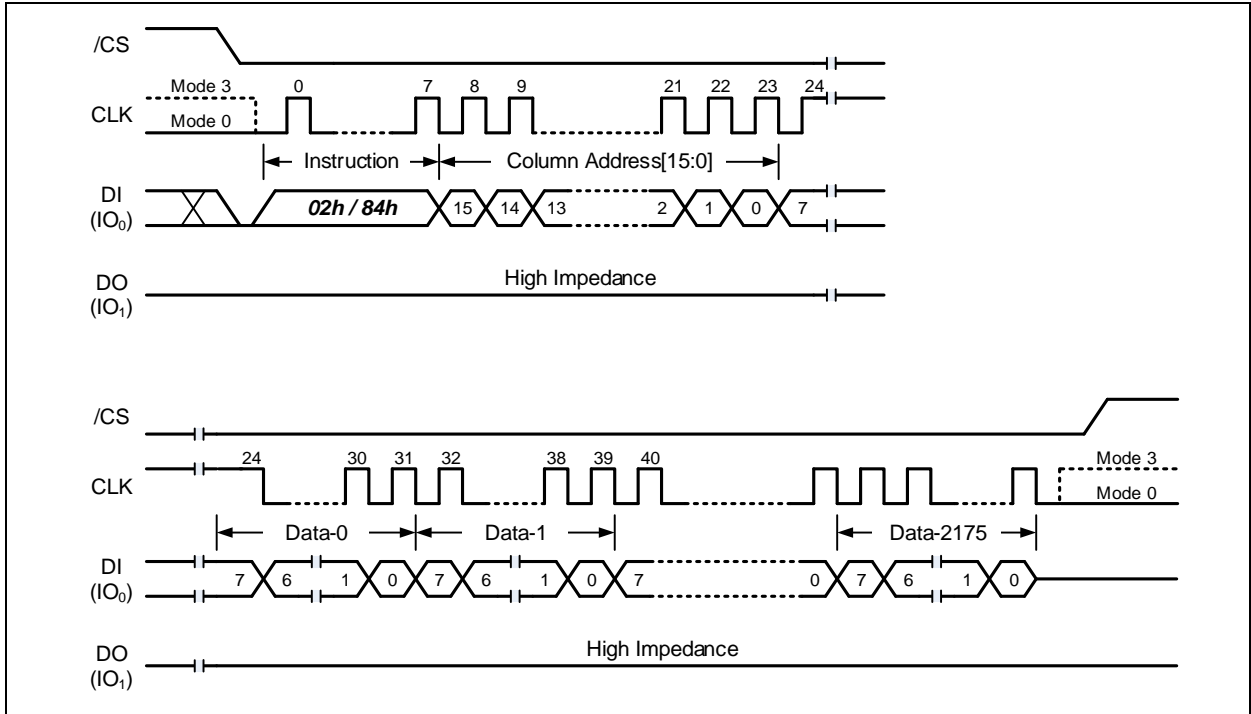 /CS
Mode 3 0 7 8 9 21 22 23 24
CLK
Mode 0
Instruction Column Address[15:0]
DI
(IO₀)
02h / 84h 15 14 13 2 1 0 7
High Impedance
DO
(IO₁)
/CS
24 30 31 32 38 39 40 Mode 3
CLK
Mode 0
Data-0 Data-1 Data-2175
DI
(IO₀)
7 6 1 0 7 6 1 0 7 0 7 6 1 0
High Impedance
DO
(IO₁)